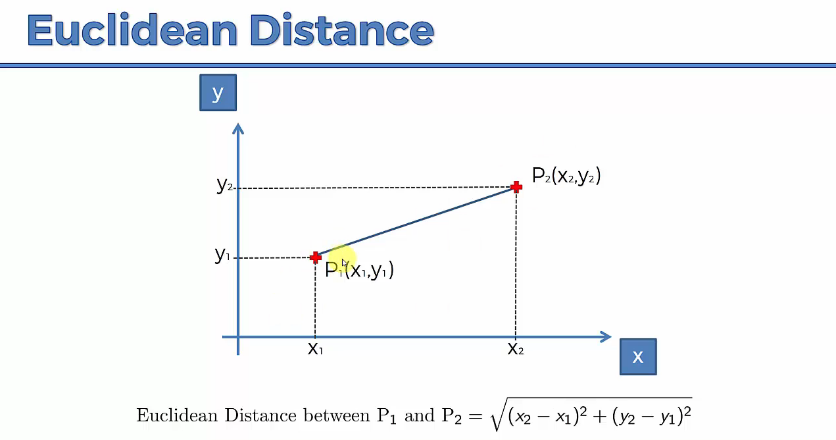 Euclidean Distance
y
y₂
P₂(x₂,y₂)
y₁
P₁(x₁,y₁)
x₁
x₂
x
Euclidean Distance between P₁ and P₂ = √(x₂ − x₁)² + (y₂ − y₁)²